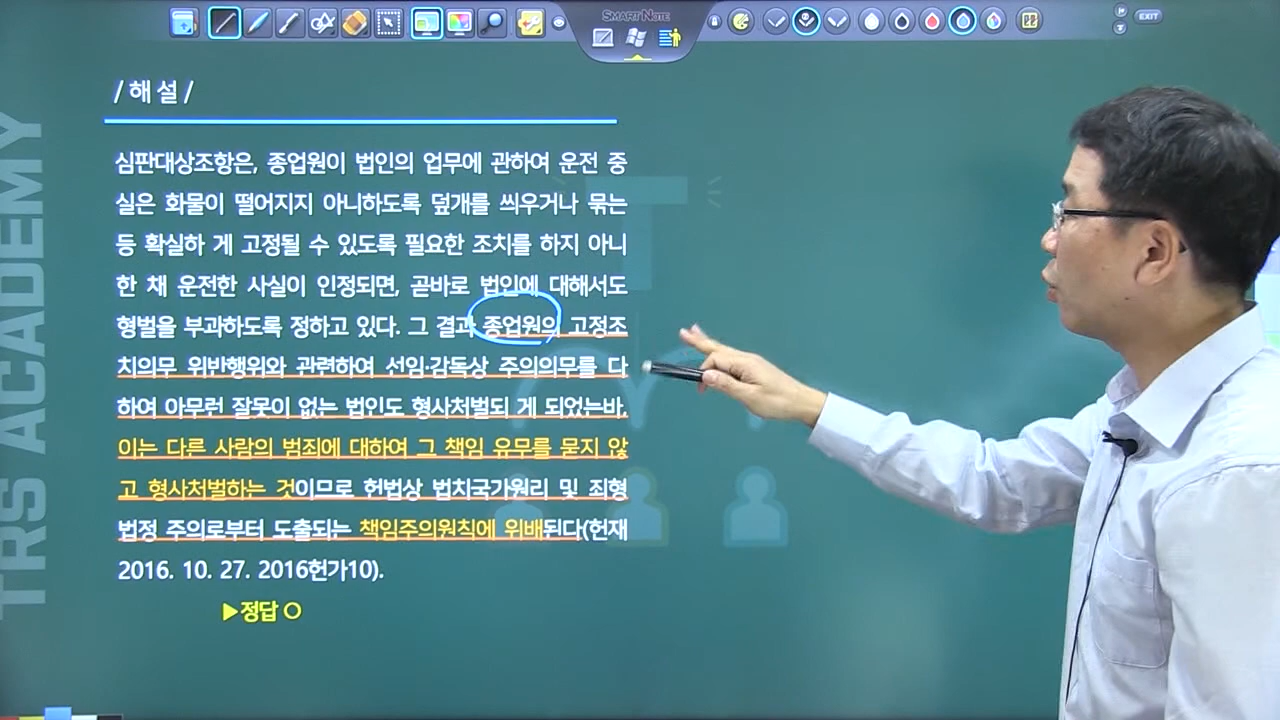 SMART NOTE
EXIT
TRS ACADEMY
/ 해 설 /
심판대상조항은, 종업원이 법인의 업무에 관하여 운전 중
실은 화물이 떨어지지 아니하도록 덮개를 씌우거나 묶는
등 확실하 게 고정될 수 있도록 필요한 조치를 하지 아니
한 채 운전한 사실이 인정되면, 곧바로 법인에 대해서도
형벌을 부과하도록 정하고 있다. 그 결과 종업원의 고정조
치의무 위반행위와 관련하여 선임·감독상 주의의무를 다
하여 아무런 잘못이 없는 법인도 형사처벌되 게 되었는바,
이는 다른 사람의 범죄에 대하여 그 책임 유무를 묻지 않
고 형사처벌하는 것이므로 헌법상 법치국가원리 및 죄형
법정 주의로부터 도출되는 책임주의원칙에 위배된다(헌재
2016. 10. 27. 2016헌가10).
▶정답 O